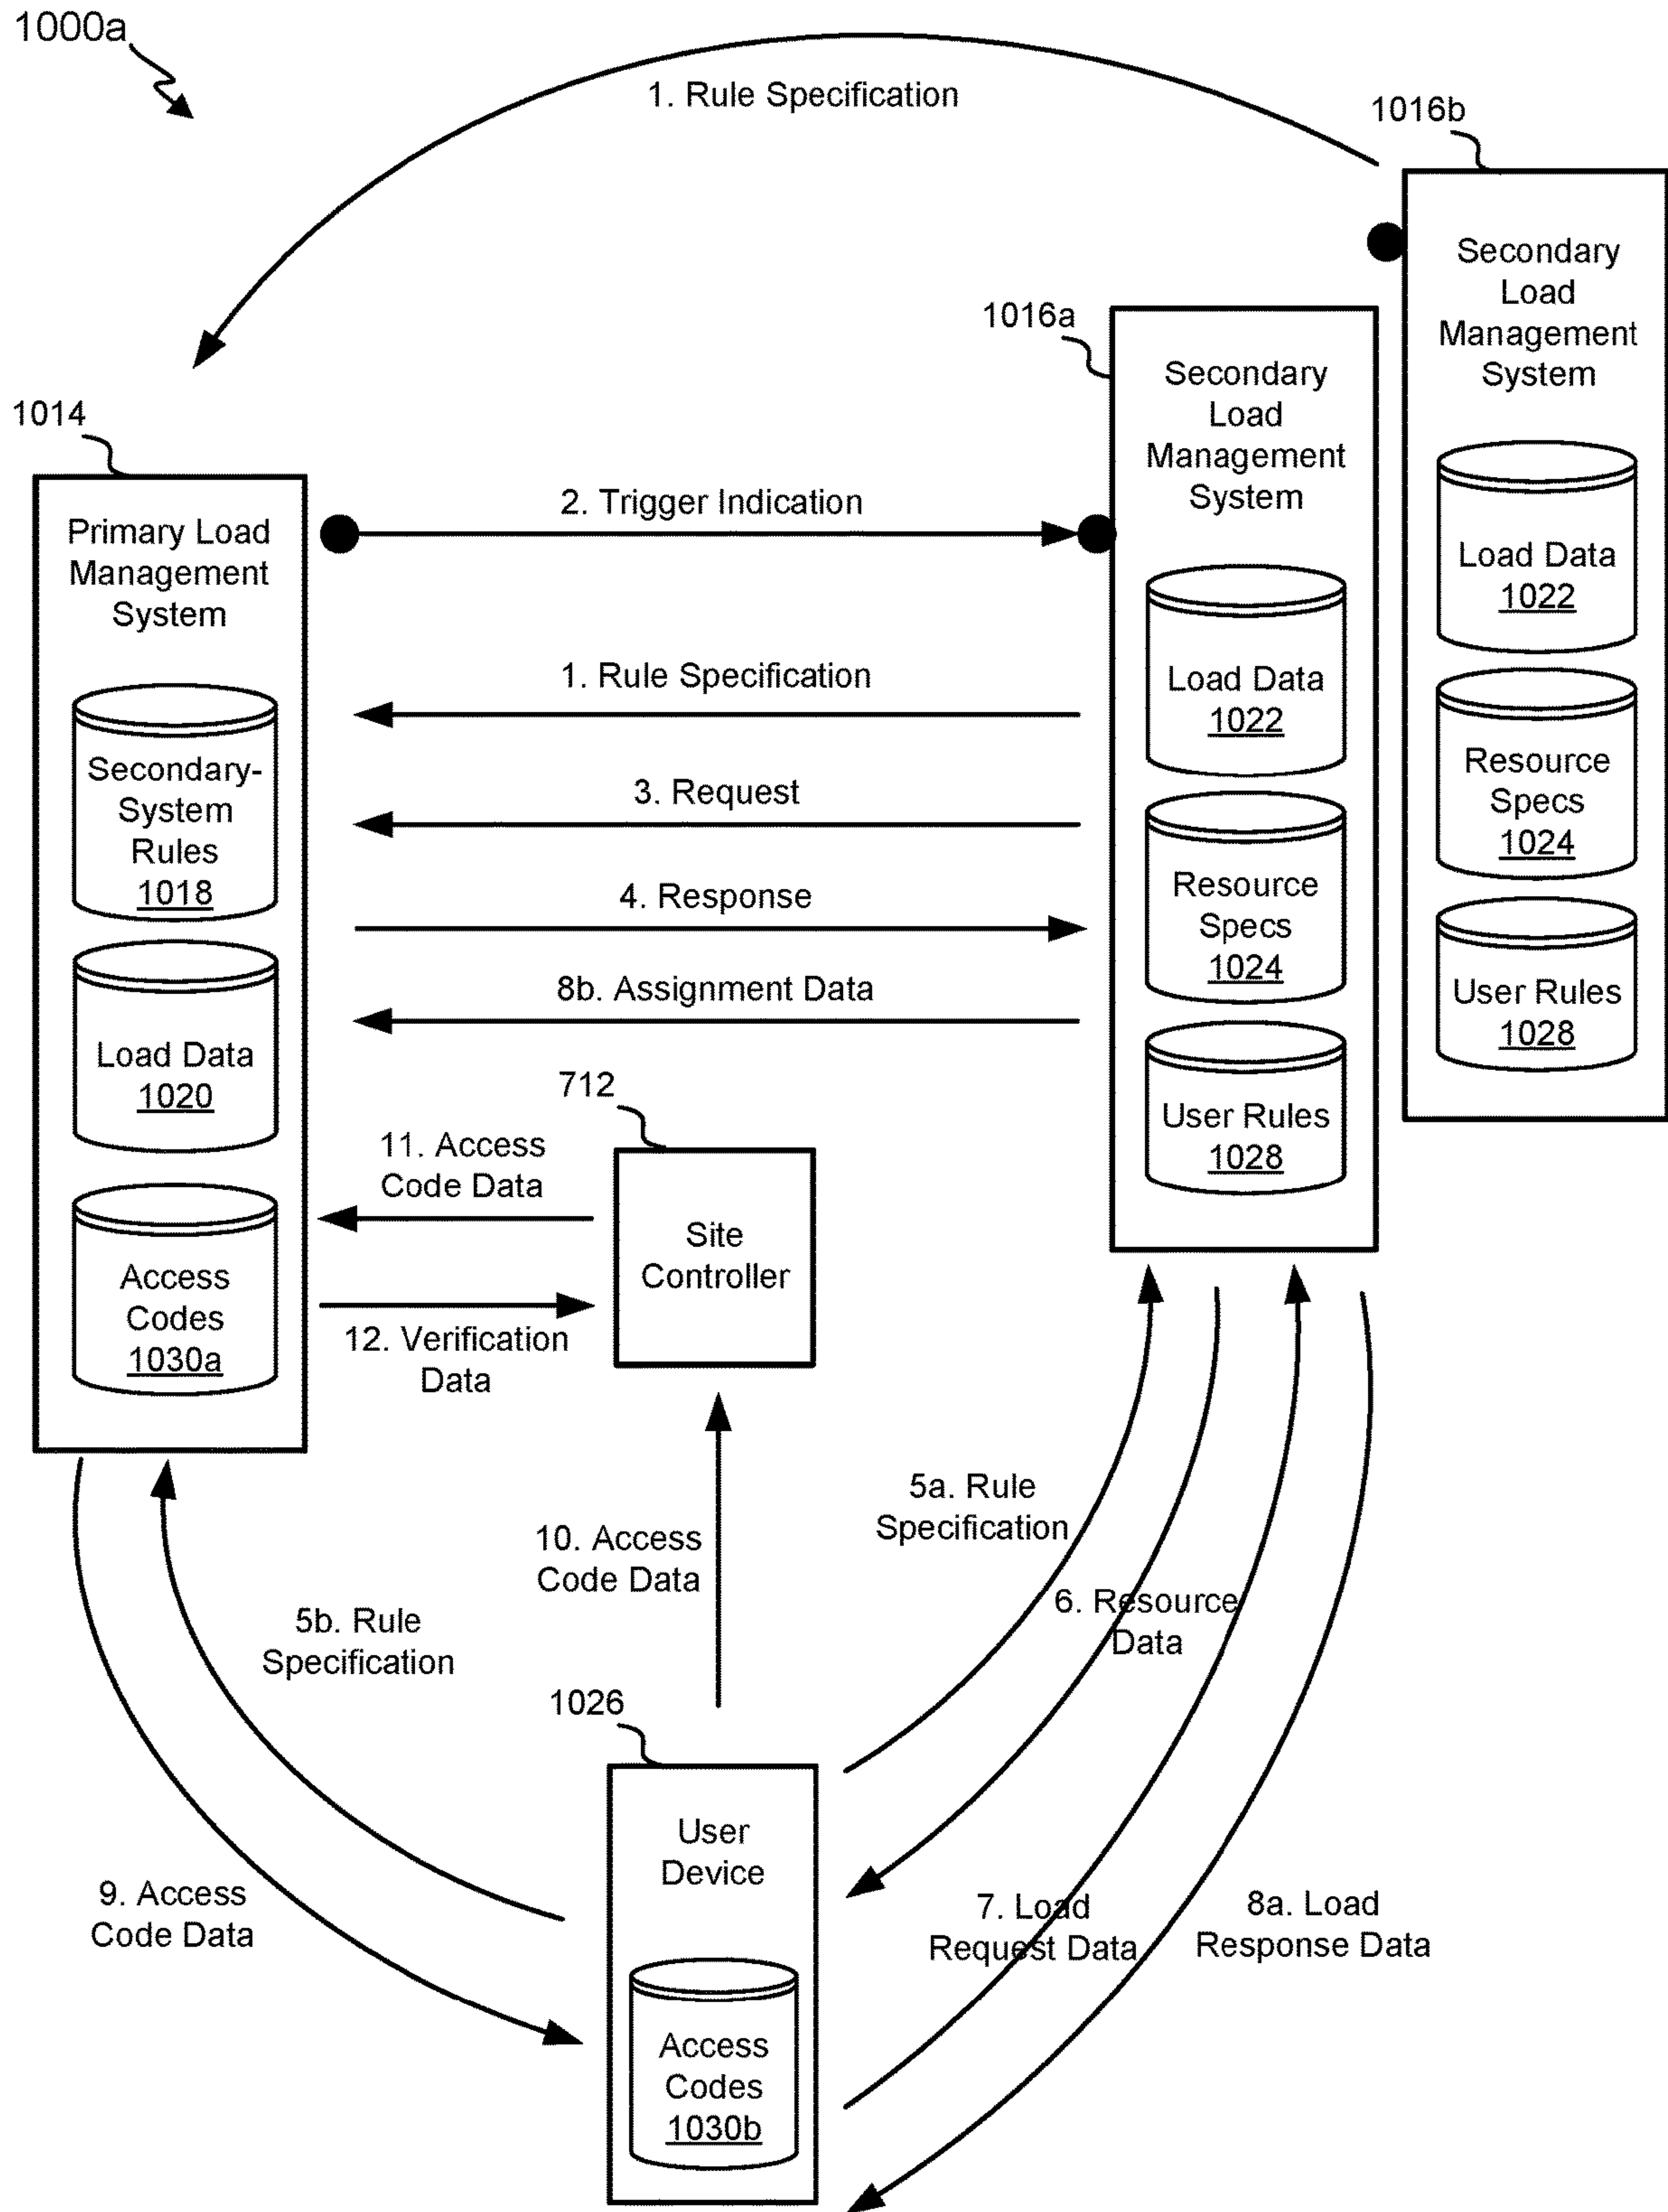 1000a
1. Rule Specification
1016b
Secondary
Load
Management
System
Load Data
1022
Resource
Specs
1024
User Rules
1028
1016a
Secondary
Load
Management
System
Load Data
1022
Resource
Specs
1024
User Rules
1028
1014
Primary Load
Management
System
Secondary-
System
Rules
1018
Load Data
1020
Access
Codes
1030a
2. Trigger Indication
1. Rule Specification
3. Request
4. Response
8b. Assignment Data
712
Site
Controller
11. Access
Code Data
12. Verification
Data
10. Access
Code Data
5a. Rule
Specification
6. Resource
Data
5b. Rule
Specification
1026
User
Device
Access
Codes
1030b
9. Access
Code Data
7. Load
Request Data
8a. Load
Response Data